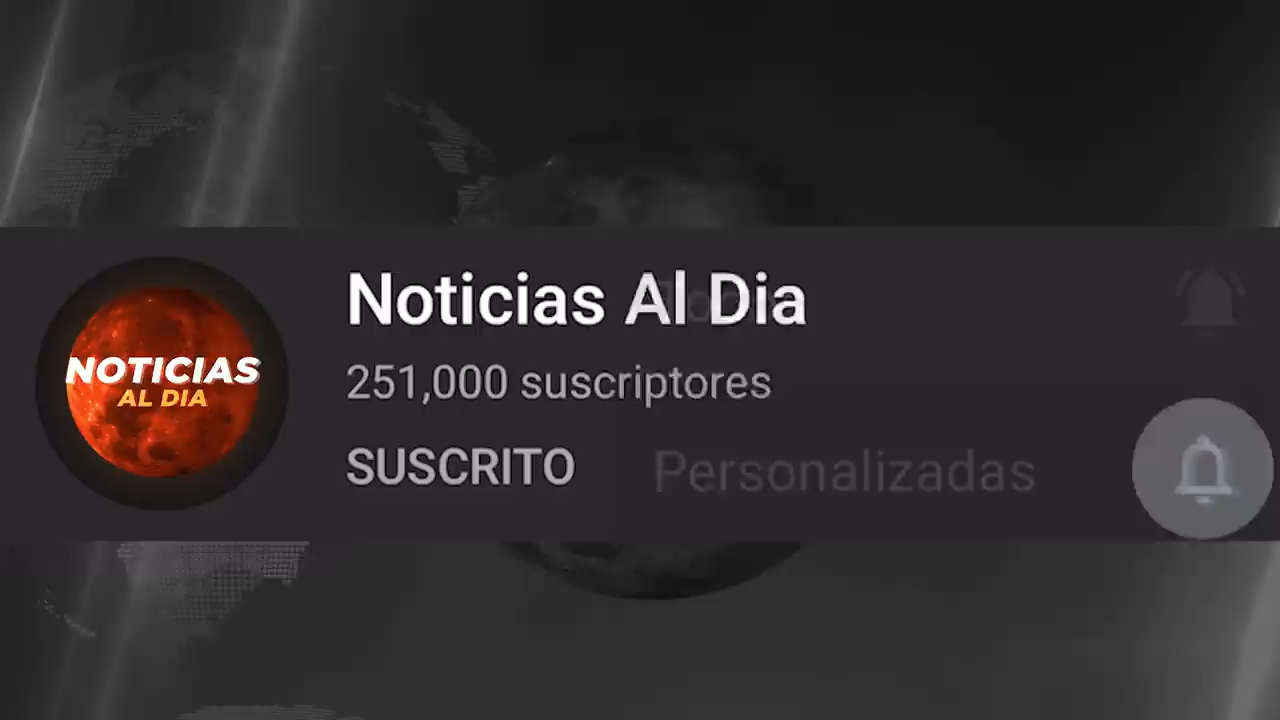 Noticias Al Dia
251,000 suscriptores
NOTICIAS
AL DIA
SUSCRITO
Personalizadas